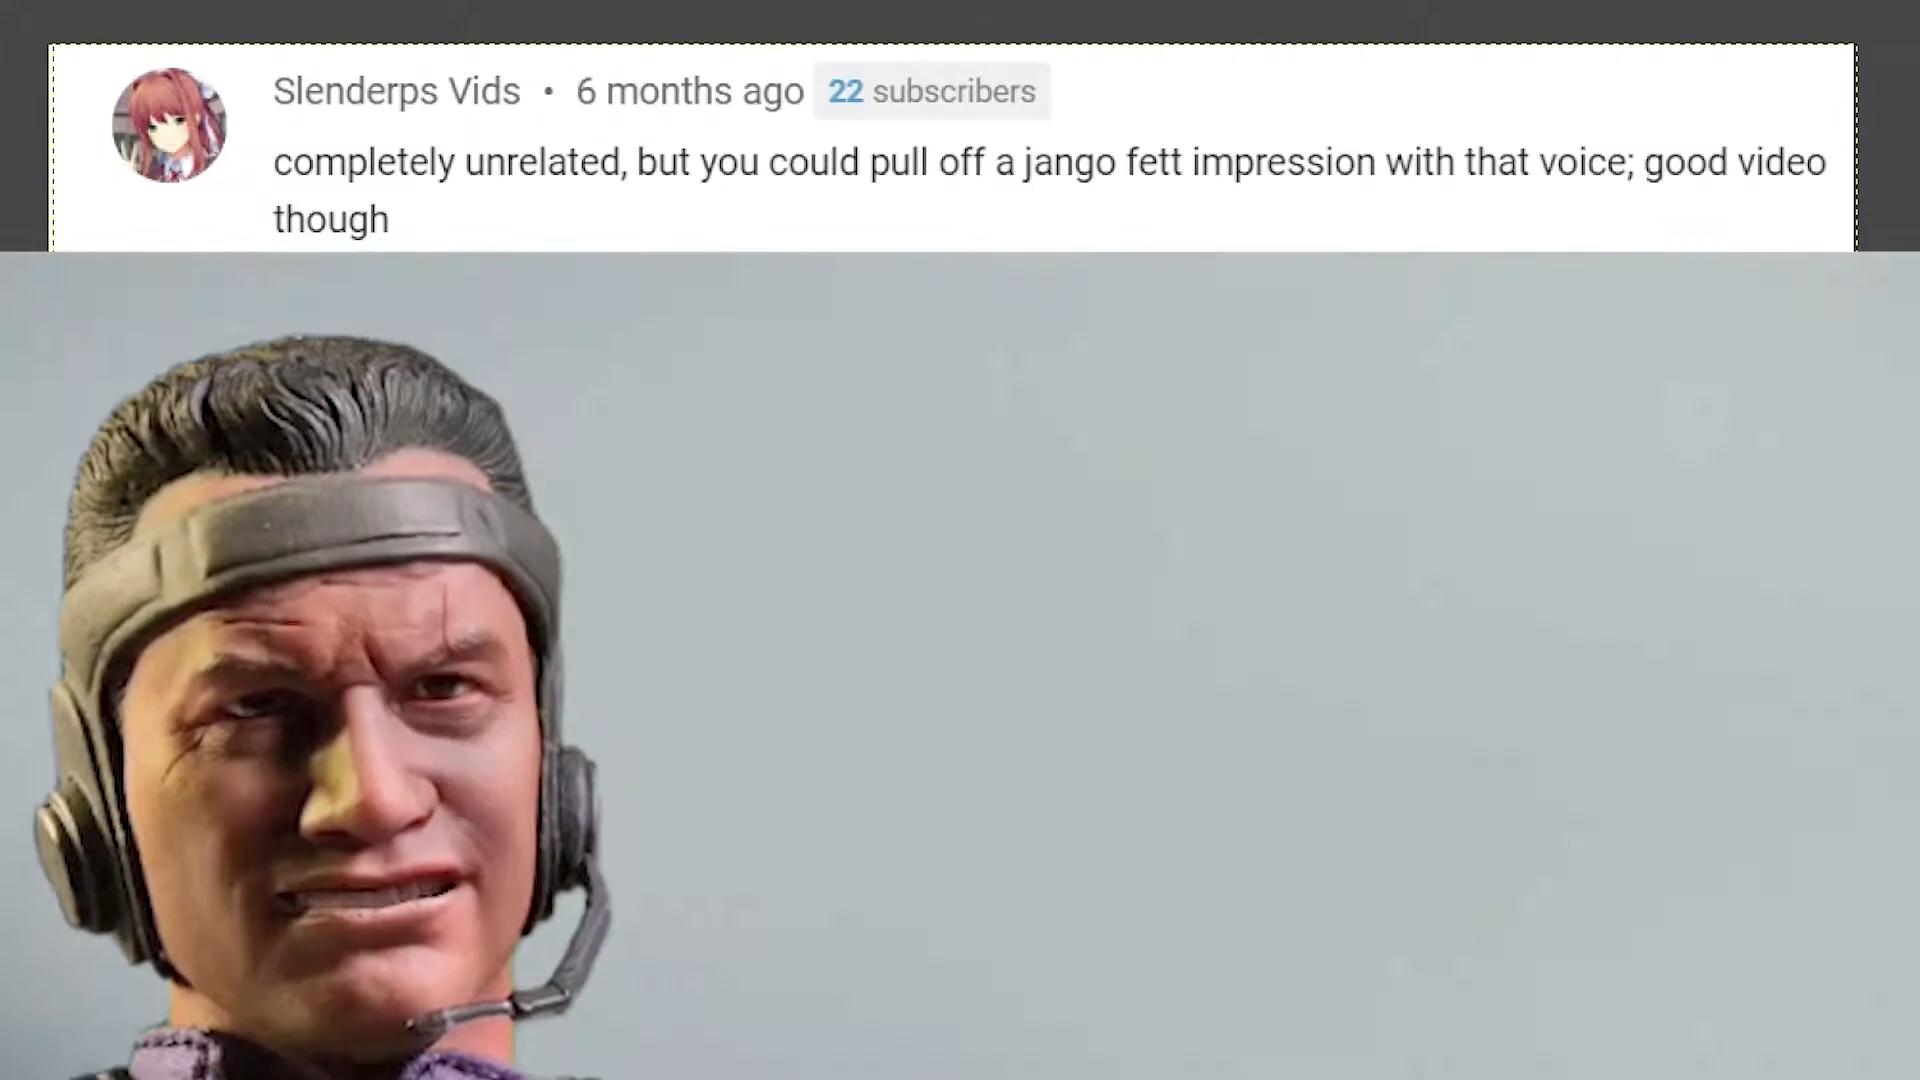 Slenderps Vids • 6 months ago 22 subscribers
completely unrelated, but you could pull off a jango fett impression with that voice; good video
though